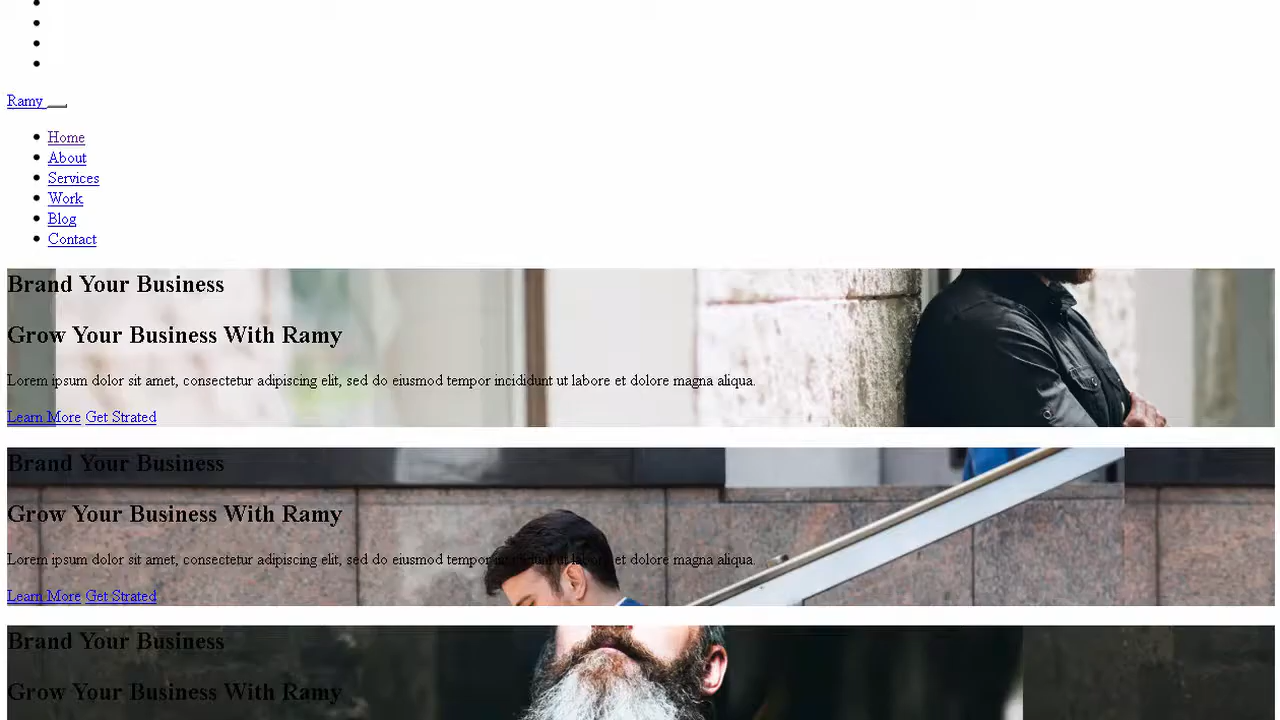 Ramy
Home
About
Services
Work
Blog
Contact
Brand Your Business
Grow Your Business With Ramy
Lorem ipsum dolor sit amet, consectetur adipiscing elit, sed do eiusmod tempor incididunt ut labore et dolore magna aliqua.
Learn More Get Strated
Brand Your Business
Grow Your Business With Ramy
Lorem ipsum dolor sit amet, consectetur adipiscing elit, sed do eiusmod tempor incididunt ut labore et dolore magna aliqua.
Learn More Get Strated
Brand Your Business
Grow Your Business With Ramy